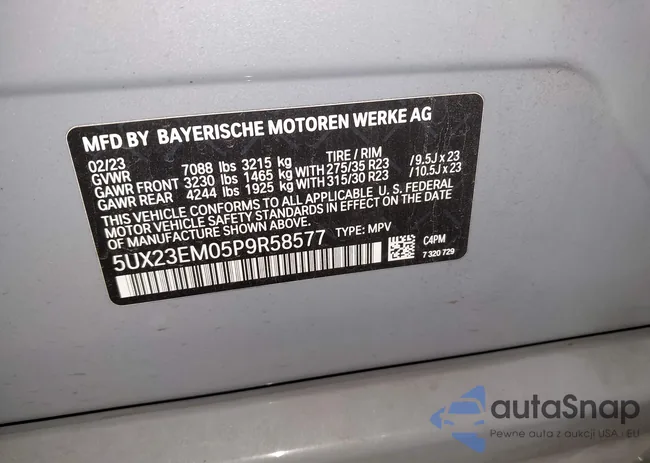 MFD BY BAYERISCHE MOTOREN WERKE AG
02/23
GVWR 7088 lbs 3215 kg TIRE / RIM
GAWR FRONT 3230 lbs 1465 kg WITH 275/35 R23 /9.5J x 23
GAWR REAR 4244 lbs 1925 kg WITH 315/30 R23 /10.5J x 23
THIS VEHICLE CONFORMS TO ALL APPLICABLE U. S. FEDERAL
MOTOR VEHICLE SAFETY STANDARDS IN EFFECT ON THE DATE
OF MANUFACTURE SHOWN ABOVE.
5UX23EM05P9R58577 TYPE: MPV C4PM
7 320 729
autaSnap
Pewne auta z aukcji USA i EU